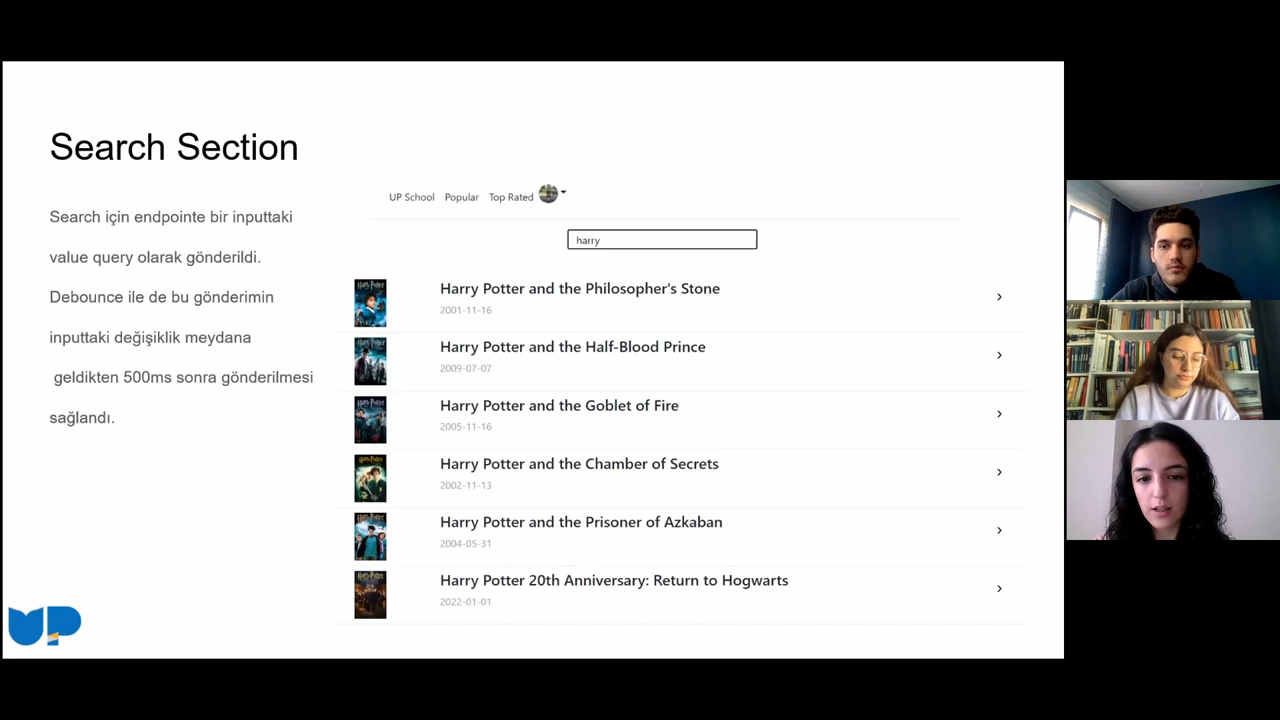 Search Section
Search için endpointe bir inputtaki
value query olarak gönderildi.
Debounce ile de bu gönderimin
inputtaki değişiklik meydana
geldikten 500ms sonra gönderilmesi
sağlandı.
UP School Popular Top Rated
harry
Harry Potter and the Philosopher's Stone
2001-11-16
Harry Potter and the Half-Blood Prince
2009-07-07
Harry Potter and the Goblet of Fire
2005-11-16
Harry Potter and the Chamber of Secrets
2002-11-13
Harry Potter and the Prisoner of Azkaban
2004-05-31
Harry Potter 20th Anniversary: Return to Hogwarts
2022-01-01
UP